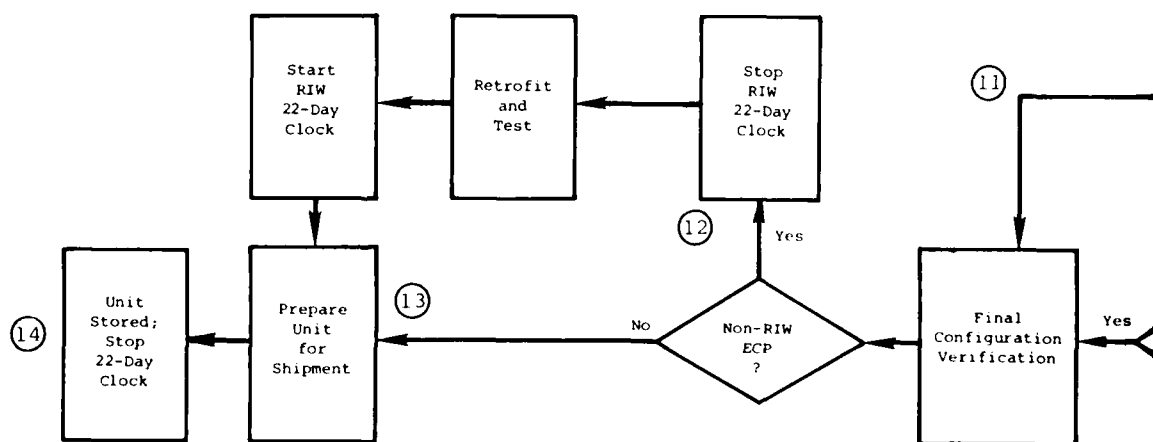 Start
RIW
22-Day
Clock
Retrofit
and
Test
Stop
RIW
22-Day
Clock
11
12
Yes
14
Unit
Stored;
Stop
22-Day
Clock
Prepare
Unit
for
Shipment
13
No
Non-RIW
ECP
?
Final
Configuration
Verification
Yes